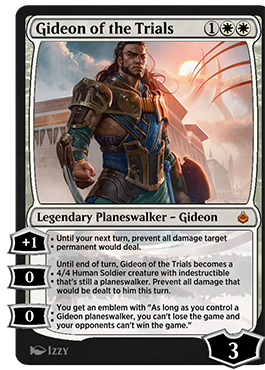 Gideon of the Trials 1
Legendary Planeswalker – Gideon
+1 Until your next turn, prevent all damage target
permanent would deal.
0 Until end of turn, Gideon of the Trials becomes a
4/4 Human Soldier creature with indestructible
that's still a planeswalker. Prevent all damage that
would be dealt to him this turn.
0 You get an emblem with "As long as you control a
Gideon planeswalker, you can't lose the game and
your opponents can't win the game."
3
Izzy